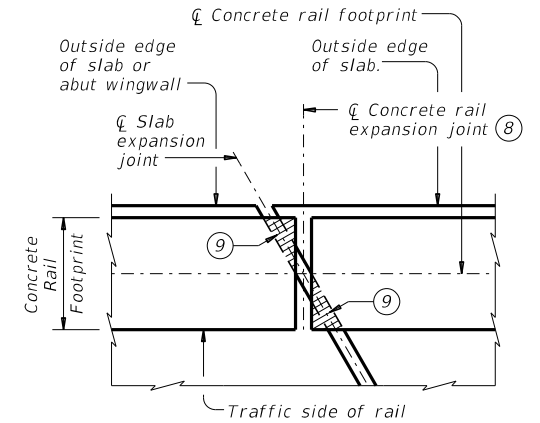 ℄ Concrete rail footprint
Outside edge
of slab or
abut wingwall
Outside edge
of slab.
℄ Slab
expansion
joint
℄ Concrete rail
expansion joint 8
9
9
Concrete
Rail
Footprint
Traffic side of rail